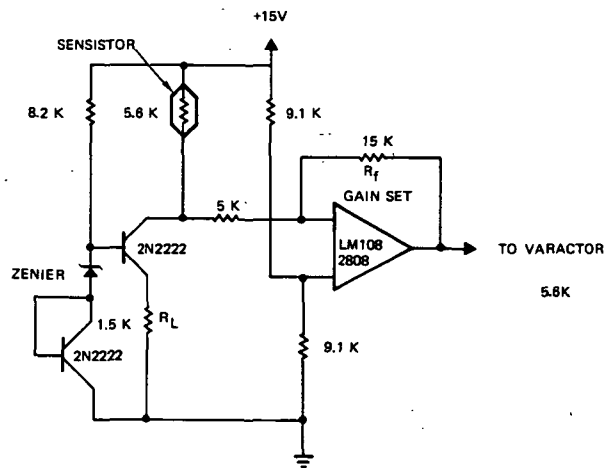 +15V
SENSISTOR
8.2 K
5.6 K
9.1 K
15 K
Rf
GAIN SET
5 K
2N2222
LM108
2808
TO VARACTOR
5.6K
ZENIER
1.5 K
RL
2N2222
9.1 K